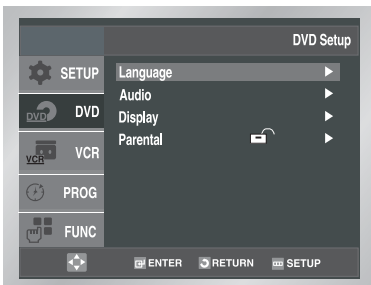 DVD Setup
SETUP
DVD DVD
VCR VCR
PROG
FUNC
Language
Audio
Display
Parental
ENTER RETURN SETUP